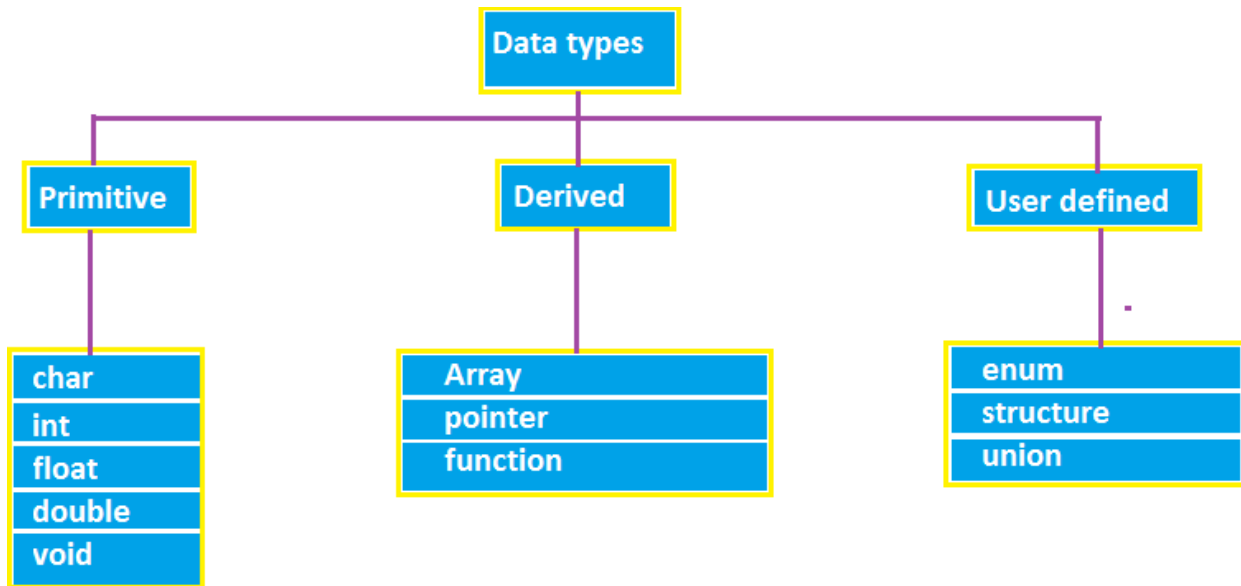 Data types
Primitive
Derived
User defined
char
int
float
double
void
Array
pointer
function
enum
structure
union